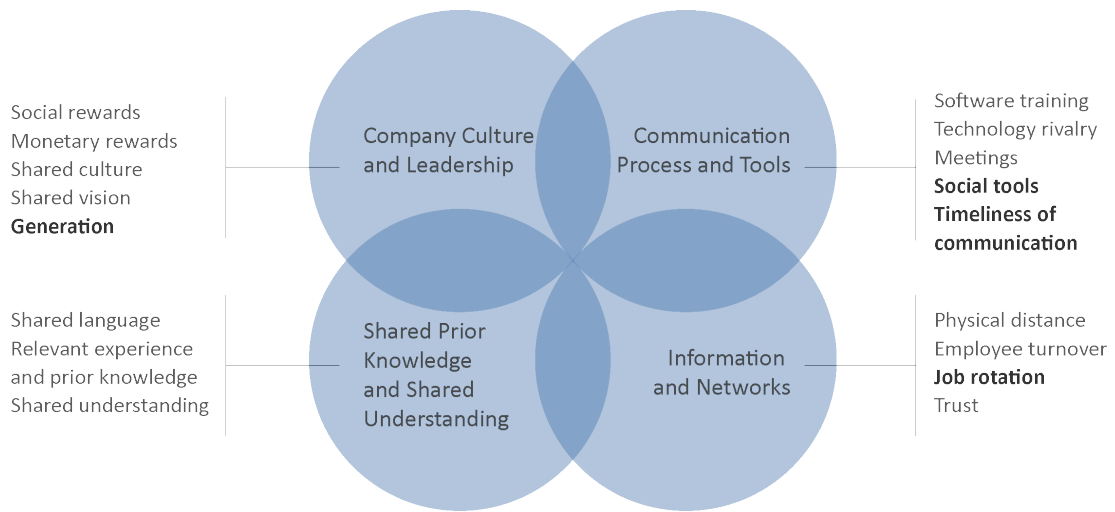 Social rewards
Monetary rewards
Shared culture
Shared vision
Generation
Company Culture
and Leadership
Communication
Process and Tools
Software training
Technology rivalry
Meetings
Social tools
Timeliness of
communication
Shared language
Relevant experience
and prior knowledge
Shared understanding
Shared Prior
Knowledge
and Shared
Understanding
Information
and Networks
Physical distance
Employee turnover
Job rotation
Trust